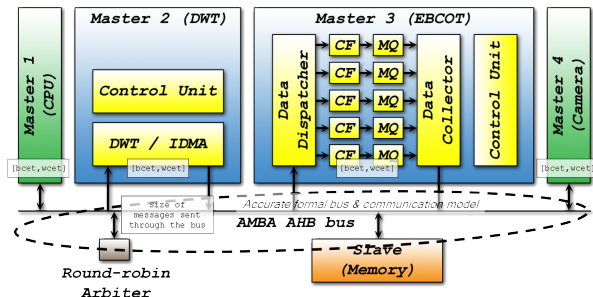 Master 1
(CPU)
[bcet,wcet]
Master 2 (DWT)
Control Unit
DWT / IDMA
[bcet,wcet]
Master 3 (EBCOT)
Data
Dispatcher
CF MQ
CF MQ
CF MQ
CF MQ
CF MQ
[bcet,wcet]
Data
Collector
Control Unit
Master 4
(Camera)
[bcet,wcet]
size of
messages sent
through the bus
Accurate formal bus & communication model
AMBA AHB bus
Round-robin
Arbiter
Slave
(Memory)